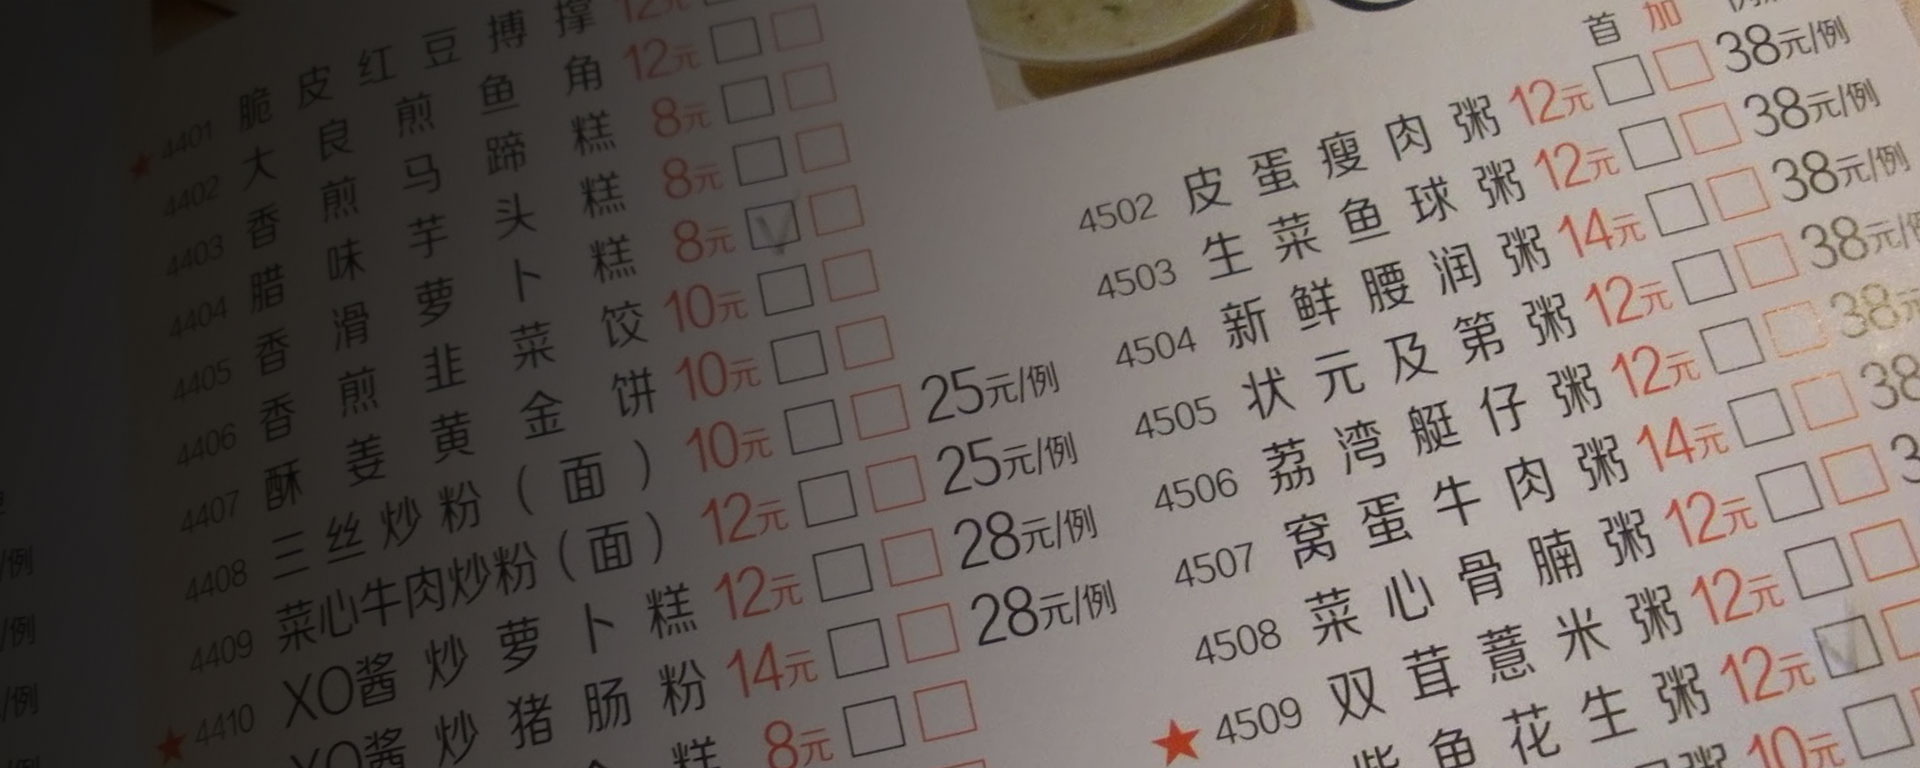 4401 脆皮红豆搏撑 12元
4402 大良煎鱼角 12元
4403 香煎马蹄糕 8元
4404 腊味芋头糕 8元
4405 香滑萝卜糕 8元 V
4406 香煎韭菜饺 10元
4407 酥姜黄金饼 10元
4408 三丝炒粉（面） 10元 25元/例
4409 菜心牛肉炒粉（面） 12元 25元/例
4410 XO酱炒萝卜糕 12元 28元/例
XO酱炒猪肠粉 14元 28元/例
糕 8元
首 加
4502 皮蛋瘦肉粥 12元 38元/例
4503 生菜鱼球粥 12元 38元/例
4504 新鲜腰润粥 14元 38元/例
4505 状元及第粥 12元 38元/例
4506 荔湾艇仔粥 12元 38元
4507 窝蛋牛肉粥 14元 38
4508 菜心骨腩粥 12元 3
4509 双茸薏米粥 12元
柴鱼花生粥 12元
粥 10元
/例
/例
/例
/例